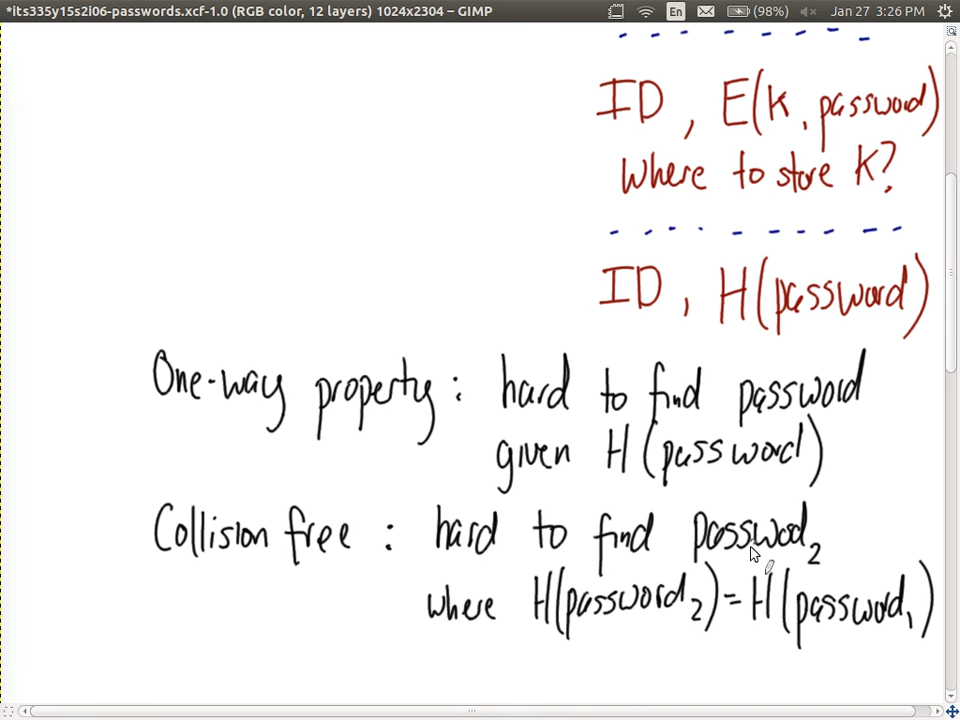 *its335y15s2i06-passwords.xcf-1.0 (RGB color, 12 layers) 1024x2304 – GIMP En (98%) Jan 27 3:26 PM
ID, E(K, password)
Where to store K?
ID, H(password)
One-way property: hard to find password
given H(password)
Collision free: hard to find passwod2
where H(password2)=H(password1)